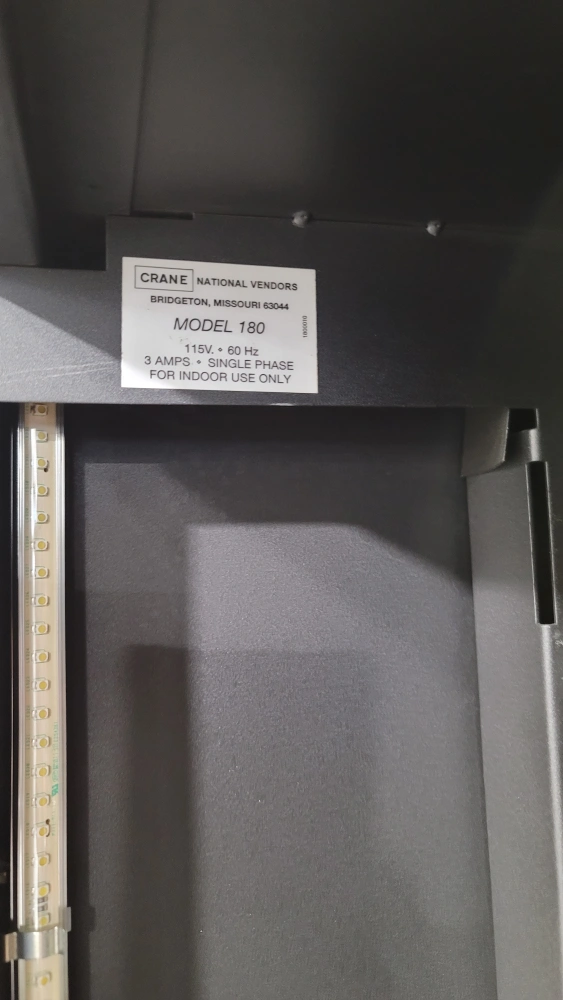 CRANE NATIONAL VENDORS
BRIDGETON, MISSOURI 63044
MODEL 180
115V. • 60 Hz
3 AMPS • SINGLE PHASE
FOR INDOOR USE ONLY